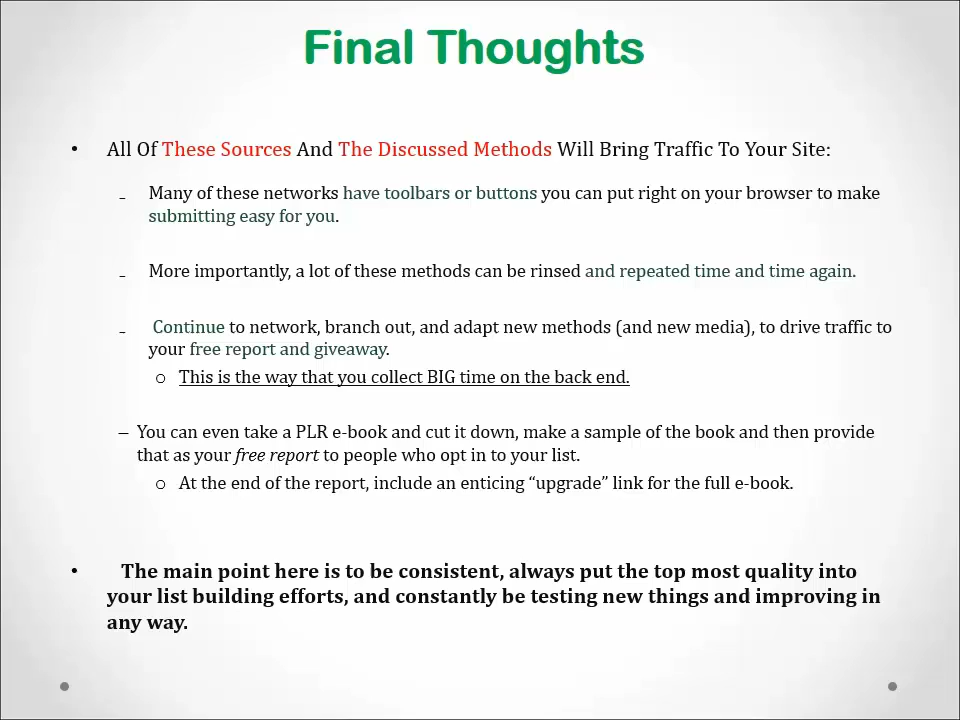 Final Thoughts
• All Of These Sources And The Discussed Methods Will Bring Traffic To Your Site:
– Many of these networks have toolbars or buttons you can put right on your browser to make
submitting easy for you.
– More importantly, a lot of these methods can be rinsed and repeated time and time again.
– Continue to network, branch out, and adapt new methods (and new media), to drive traffic to
your free report and giveaway.
o This is the way that you collect BIG time on the back end.
– You can even take a PLR e-book and cut it down, make a sample of the book and then provide
that as your free report to people who opt in to your list.
o At the end of the report, include an enticing “upgrade” link for the full e-book.
• The main point here is to be consistent, always put the top most quality into
your list building efforts, and constantly be testing new things and improving in
any way.